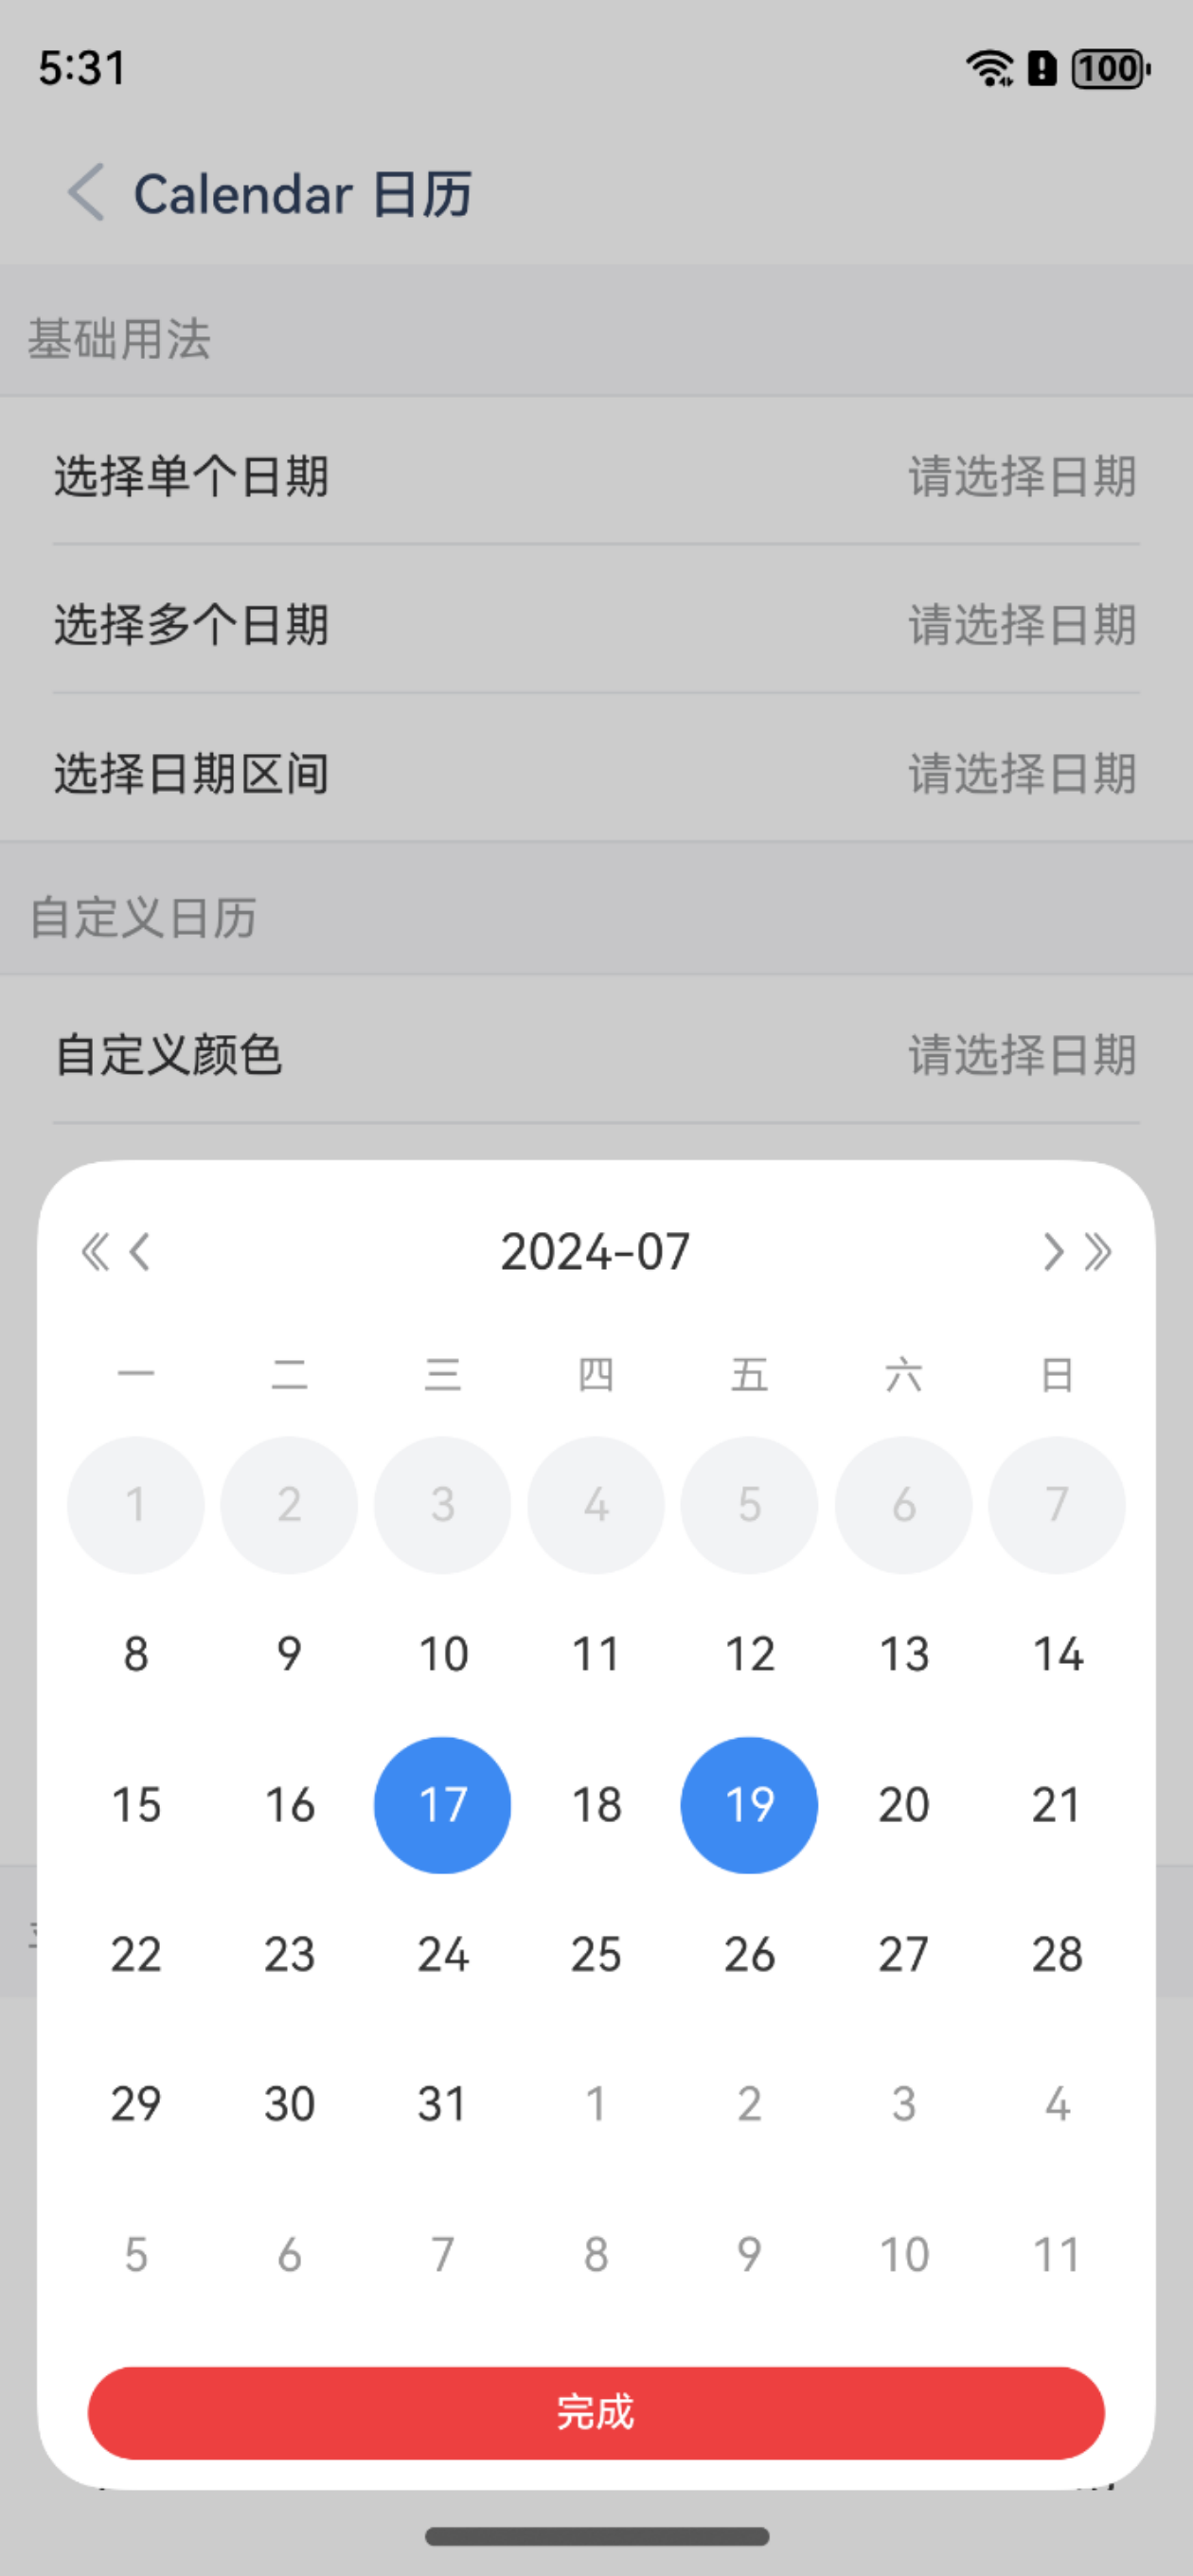 5:31 100
Calendar 日历
基础用法
选择单个日期 请选择日期
选择多个日期 请选择日期
选择日期区间 请选择日期
自定义日历
自定义颜色 请选择日期
2024-07
一 二 三 四 五 六 日
1 2 3 4 5 6 7
8 9 10 11 12 13 14
15 16 17 18 19 20 21
22 23 24 25 26 27 28
29 30 31 1 2 3 4
5 6 7 8 9 10 11
完成